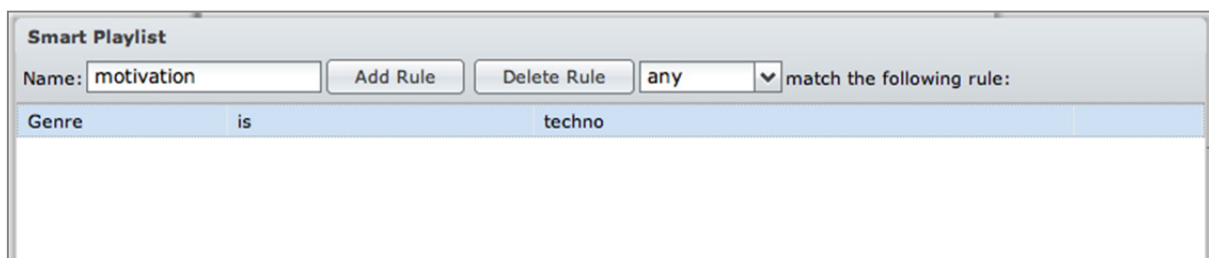 Smart Playlist
Name: motivation Add Rule Delete Rule any match the following rule:
Genre is techno